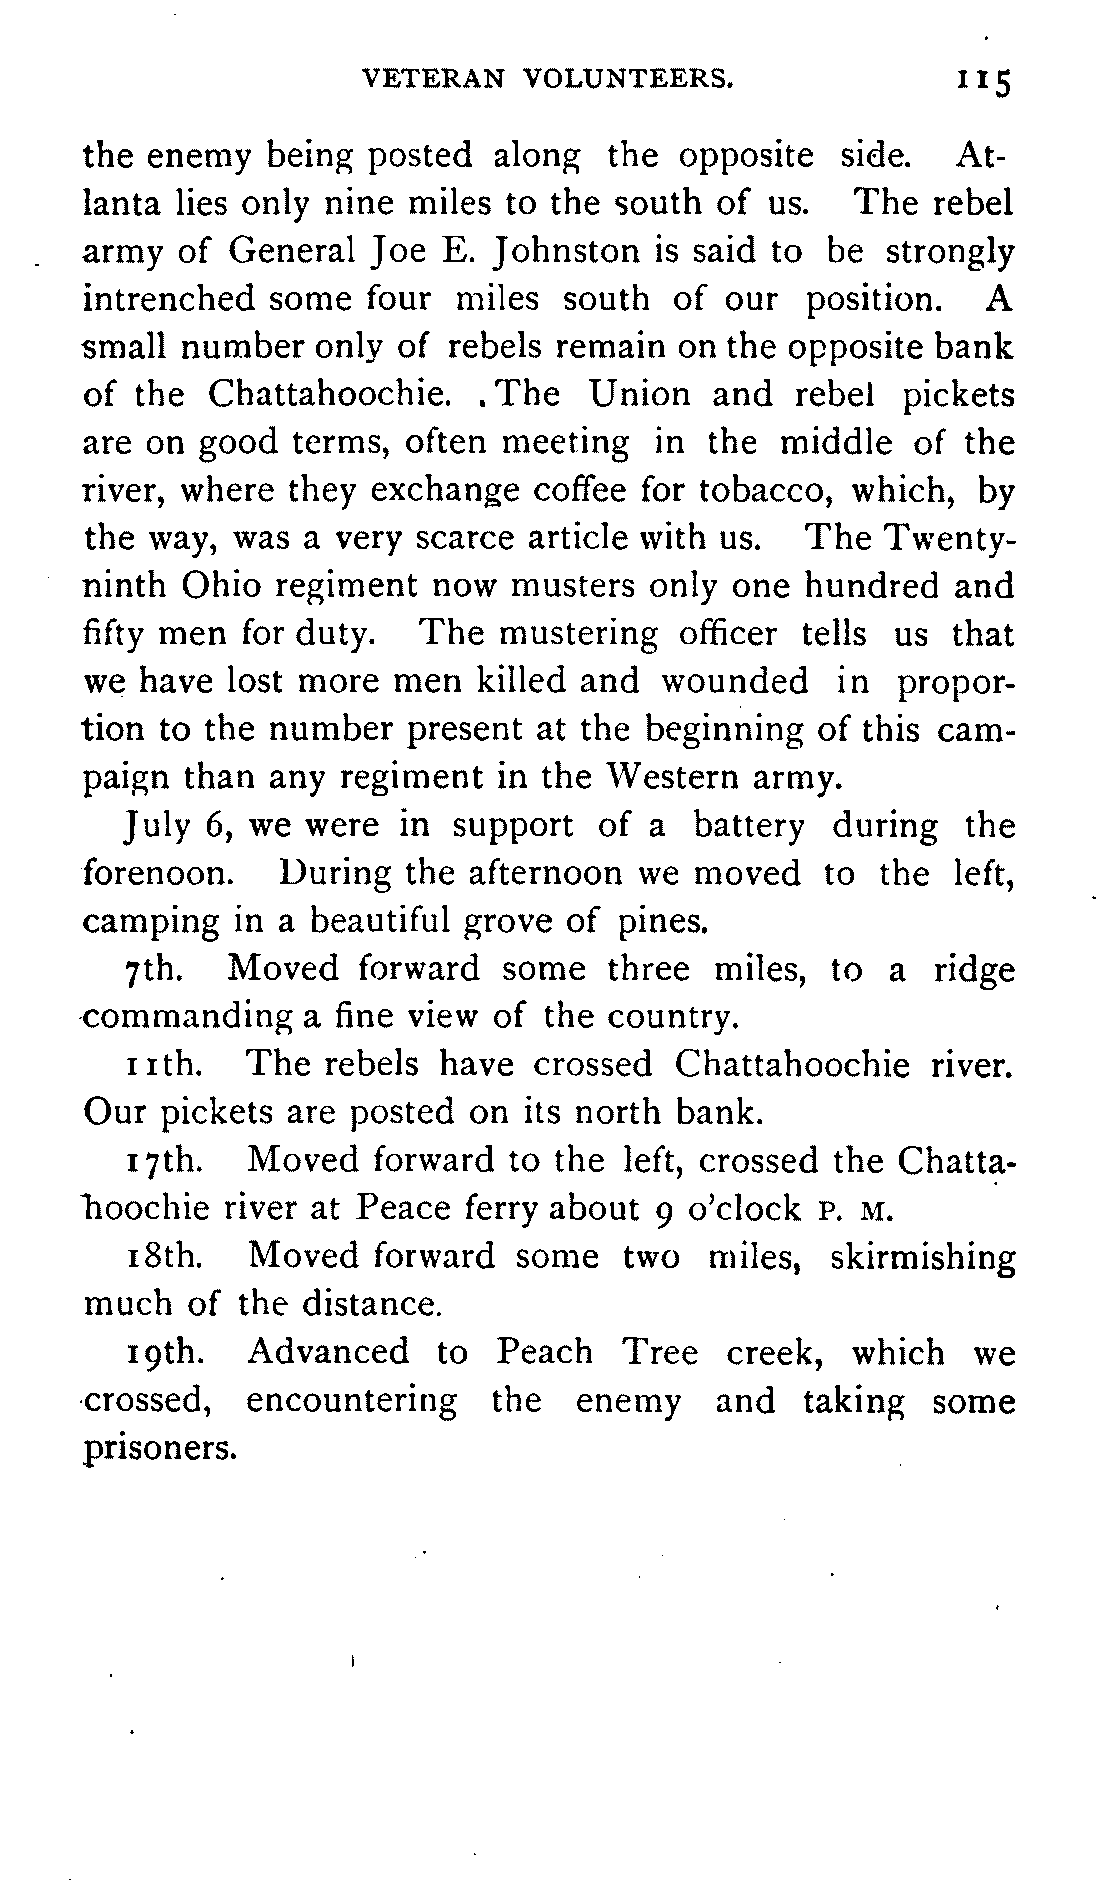 VETERAN VOLUNTEERS. 115
the enemy being posted along the opposite side. At-
lanta lies only nine miles to the south of us. The rebel
army of General Joe E. Johnston is said to be strongly
intrenched some four miles south of our position. A
small number only of rebels remain on the opposite bank
of the Chattahoochie. The Union and rebel pickets
are on good terms, often meeting in the middle of the
river, where they exchange coffee for tobacco, which, by
the way, was a very scarce article with us. The Twenty-
ninth Ohio regiment now musters only one hundred and
fifty men for duty. The mustering officer tells us that
we have lost more men killed and wounded in propor-
tion to the number present at the beginning of this cam-
paign than any regiment in the Western army.
July 6, we were in support of a battery during the
forenoon. During the afternoon we moved to the left,
camping in a beautiful grove of pines.
7th. Moved forward some three miles, to a ridge
commanding a fine view of the country.
11th. The rebels have crossed Chattahoochie river.
Our pickets are posted on its north bank.
17th. Moved forward to the left, crossed the Chatta-
hoochie river at Peace ferry about 9 o'clock P. M.
18th. Moved forward some two miles, skirmishing
much of the distance.
19th. Advanced to Peach Tree creek, which we
crossed, encountering the enemy and taking some
prisoners.